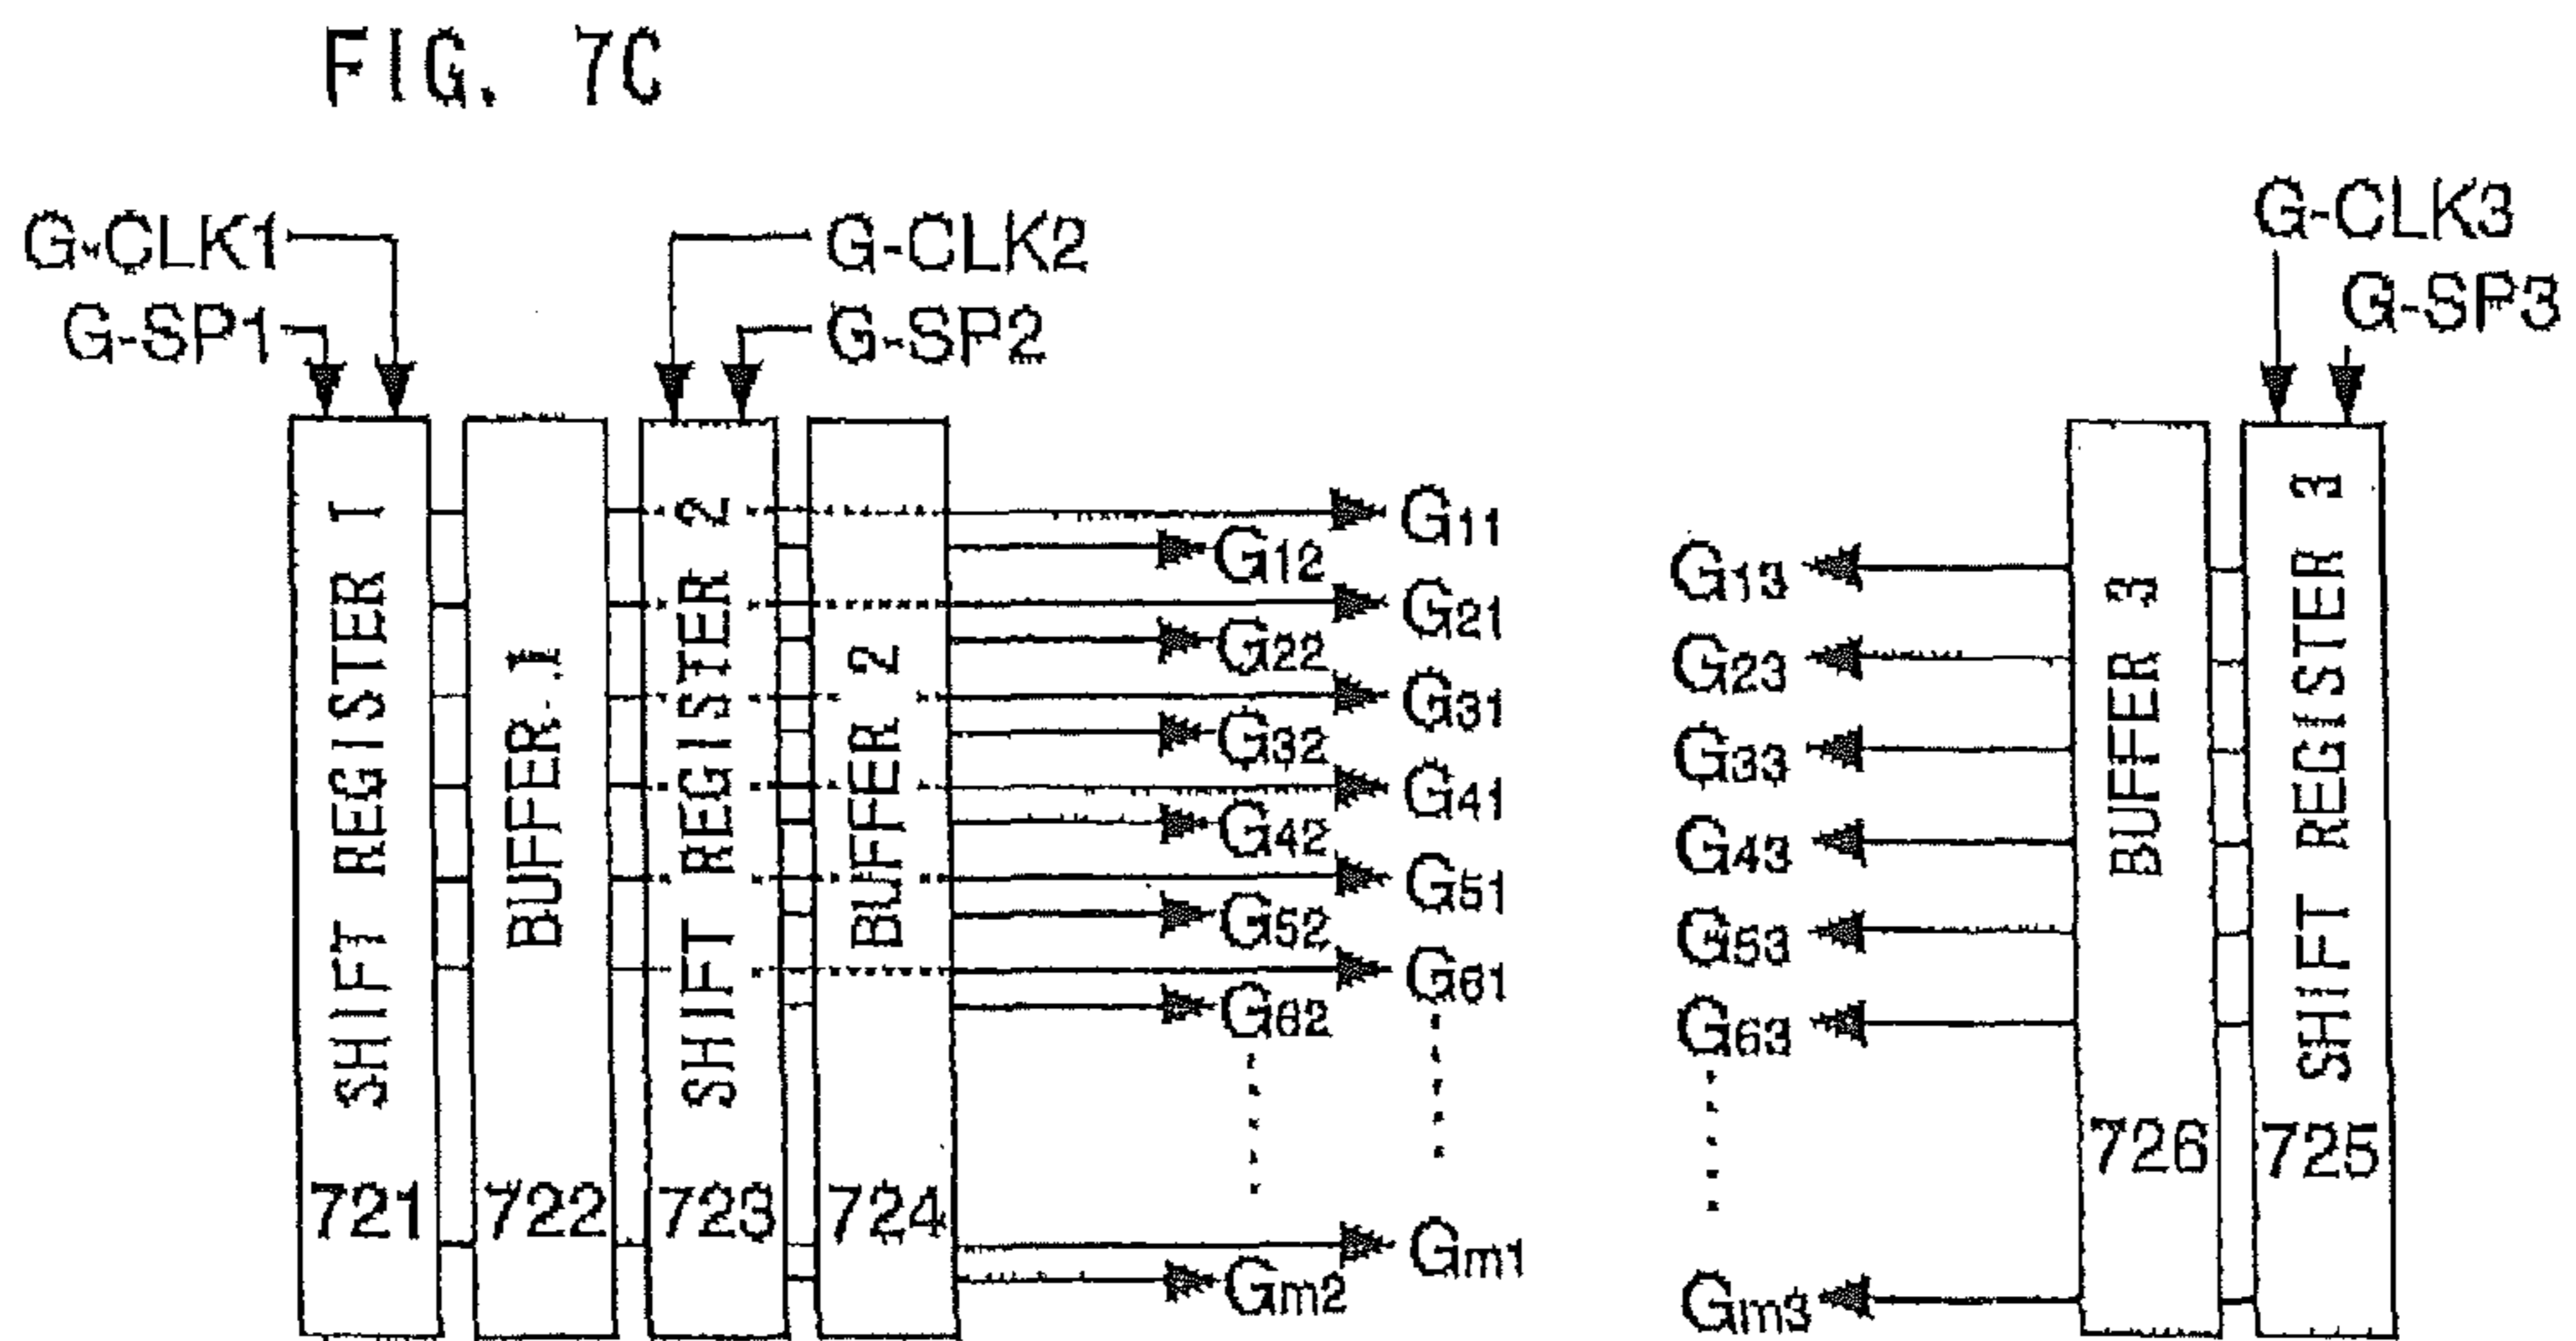 FIG. 7C
G-CLK1
G-SP1
G-CLK2
G-SP2
G-CLK3
G-SP3
SHIFT REGISTER 1
721
BUFFER 1
722
SHIFT REGISTER 2
723
BUFFER 2
724
G11
G12
G21
G22
G31
G32
G41
G42
G51
G52
G61
G62
Gm1
Gm2
G13
G23
G33
G43
G53
G63
Gm3
BUFFER 3
726
SHIFT REGISTER 3
725